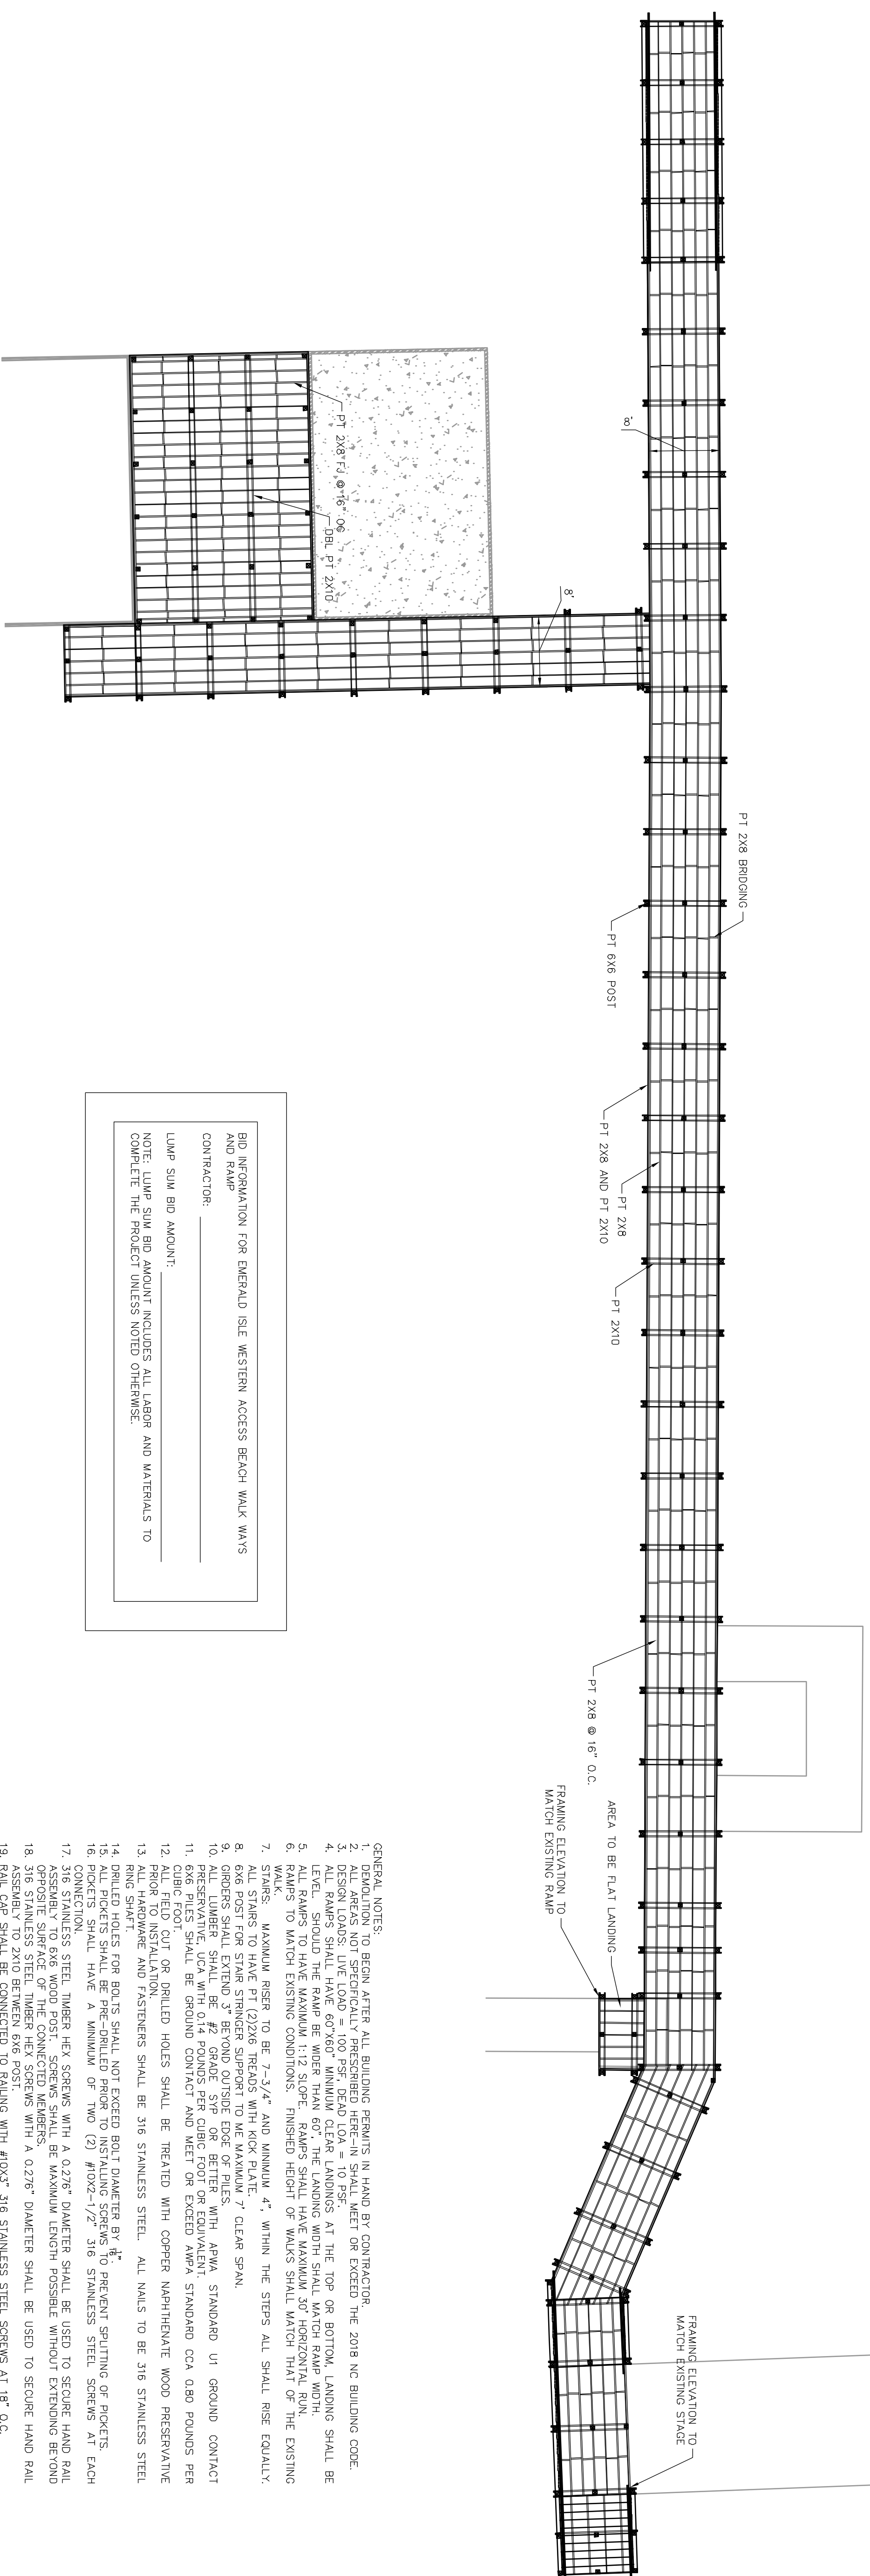 8'
8'
PT 2X8 FJ @ 16" OG
DBL PT 2X10
PT 2X8 BRIDGING
PT 6X6 POST
PT 2X8 AND PT 2X10
PT 2X8
PT 2X10
PT 2X8 @ 16" O.C.
AREA TO BE FLAT LANDING
FRAMING ELEVATION TO
MATCH EXISTING RAMP
FRAMING ELEVATION TO
MATCH EXISTING STAGE
BID INFORMATION FOR EMERALD ISLE WESTERN ACCESS BEACH WALK WAYS
AND RAMP
CONTRACTOR:
LUMP SUM BID AMOUNT:
NOTE: LUMP SUM BID AMOUNT INCLUDES ALL LABOR AND MATERIALS TO
COMPLETE THE PROJECT UNLESS NOTED OTHERWISE.
GENERAL NOTES:
1. DEMOLITION TO BEGIN AFTER ALL BUILDING PERMITS IN HAND BY CONTRACTOR.
2. ALL AREAS NOT SPECIFICALLY PRESCRIBED HERE-IN SHALL MEET OR EXCEED THE 2018 NC BUILDING CODE.
3. DESIGN LOADS: LIVE LOAD = 100 PSF, DEAD LOA = 10 PSF.
4. ALL RAMPS SHALL HAVE 60"X60" MINIMUM CLEAR LANDINGS AT THE TOP OR BOTTOM, LANDING SHALL BE
LEVEL. SHOULD THE RAMP BE WIDER THAN 60", THE LANDING WIDTH SHALL MATCH RAMP WIDTH.
5. ALL RAMPS TO HAVE MAXIMUM 1:12 SLOPE. RAMPS SHALL HAVE MAXIMUM 30' HORIZONTAL RUN.
6. RAMPS TO MATCH EXISTING CONDITIONS. FINISHED HEIGHT OF WALKS SHALL MATCH THAT OF THE EXISTING
WALK.
7. STAIRS: MAXIMUM RISER TO BE 7-3/4" AND MINIMUM 4", WITHIN THE STEPS ALL SHALL RISE EQUALLY.
ALL STAIRS TO HAVE PT (2)2X6 TREADS WITH KICK PLATE.
8. 6X6 POST FOR STAIR STRINGER SUPPORT TO ME MAXIMUM 7' CLEAR SPAN.
9. GIRDERS SHALL EXTEND 3" BEYOND OUTSIDE EDGE OF PILES.
10. ALL LUMBER SHALL BE #2 GRADE SYP OR BETTER WITH APWA STANDARD U1 GROUND CONTACT
PRESERVATIVE, UCA WITH 0.14 POUNDS PER CUBIC FOOT OR EQUIVALENT.
11. 6X6 PILES SHALL BE GROUND CONTACT AND MEET OR EXCEED AWPA STANDARD CCA 0.80 POUNDS PER
CUBIC FOOT.
12. ALL FIELD CUT OR DRILLED HOLES SHALL BE TREATED WITH COPPER NAPHTHENATE WOOD PRESERVATIVE
PRIOR TO INSTALLATION.
13. ALL HARDWARE AND FASTENERS SHALL BE 316 STAINLESS STEEL. ALL NAILS TO BE 316 STAINLESS STEEL
RING SHAFT.
14. DRILLED HOLES FOR BOLTS SHALL NOT EXCEED BOLT DIAMETER BY
15. ALL PICKETS SHALL BE PRE-DRILLED PRIOR TO INSTALLING SCREWS TO PREVENT SPLITTING OF PICKETS.
16. PICKETS SHALL HAVE A MINIMUM OF TWO (2) #10X2-1/2" 316 STAINLESS STEEL SCREWS AT EACH
CONNECTION.
17. 316 STAINLESS STEEL TIMBER HEX SCREWS WITH A 0.276" DIAMETER SHALL BE USED TO SECURE HAND RAIL
ASSEMBLY TO 6X6 WOOD POST. SCREWS SHALL BE MAXIMUM LENGTH POSSIBLE WITHOUT EXTENDING BEYOND
OPPOSITE SURFACE OF THE CONNECTED MEMBERS.
18. 316 STAINLESS STEEL TIMBER HEX SCREWS WITH A 0.276" DIAMETER SHALL BE USED TO SECURE HAND RAIL
ASSEMBLY TO 2X10 BETWEEN 6X6 POST.
19. RAIL CAP SHALL BE CONNECTED TO RAILING WITH #10X3" 316 STAINLESS STEEL SCREWS AT 18" O.C.